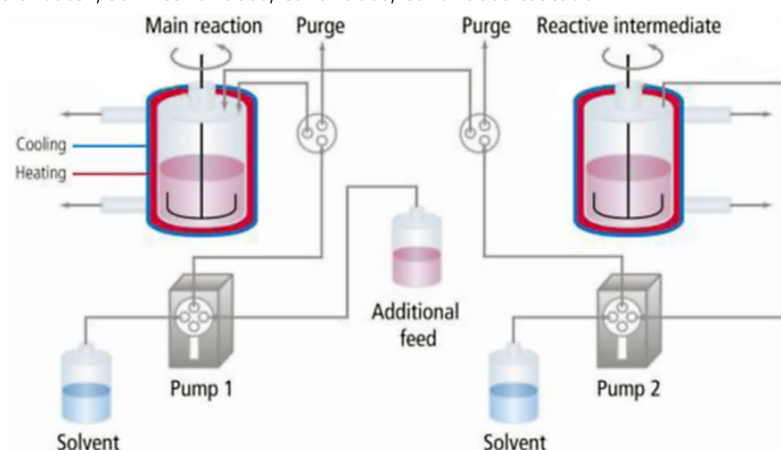 Main reaction
Purge
Purge
Reactive intermediate
Cooling
Heating
Additional
feed
Pump 1
Pump 2
Solvent
Solvent